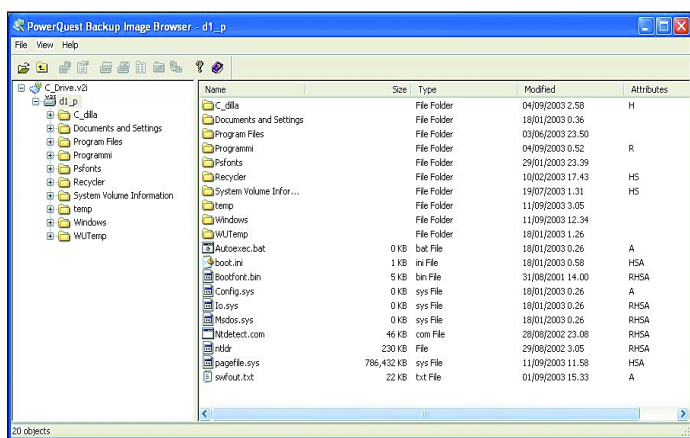 PowerQuest Backup Image Browser - d1_p
File View Help
C_Drive.v2i
d1_p
C_dilla
Documents and Settings
Program Files
Programmi
Psfonts
Recycler
System Volume Information
temp
Windows
WUTemp
Name Size Type Modified Attributes
C_dilla File Folder 04/09/2003 2.58 H
Documents and Settings File Folder 18/01/2003 0.36
Program Files File Folder 03/06/2003 23.50
Programmi File Folder 04/09/2003 0.52 R
Psfonts File Folder 29/01/2003 23.39
Recycler File Folder 10/02/2003 17.43 HS
System Volume Infor... File Folder 19/07/2003 1.31 HS
temp File Folder 11/09/2003 3.05
Windows File Folder 11/09/2003 12.34
WUTemp File Folder 18/01/2003 1.26
Autoexec.bat 0 KB bat File 18/01/2003 0.26 A
boot.ini 1 KB ini File 18/01/2003 0.58 HSA
Bootfont.bin 5 KB bin File 31/08/2001 14.00 RHSA
Config.sys 0 KB sys File 18/01/2003 0.26 A
Io.sys 0 KB sys File 18/01/2003 0.26 RHSA
Msdos.sys 0 KB sys File 18/01/2003 0.26 RHSA
Ntdetect.com 46 KB com File 28/08/2002 23.08 RHSA
ntldr 230 KB File 29/08/2002 3.05 RHSA
pagefile.sys 786,432 KB sys File 11/09/2003 11.58 HSA
swfout.txt 22 KB txt File 01/09/2003 15.33 A
20 objects